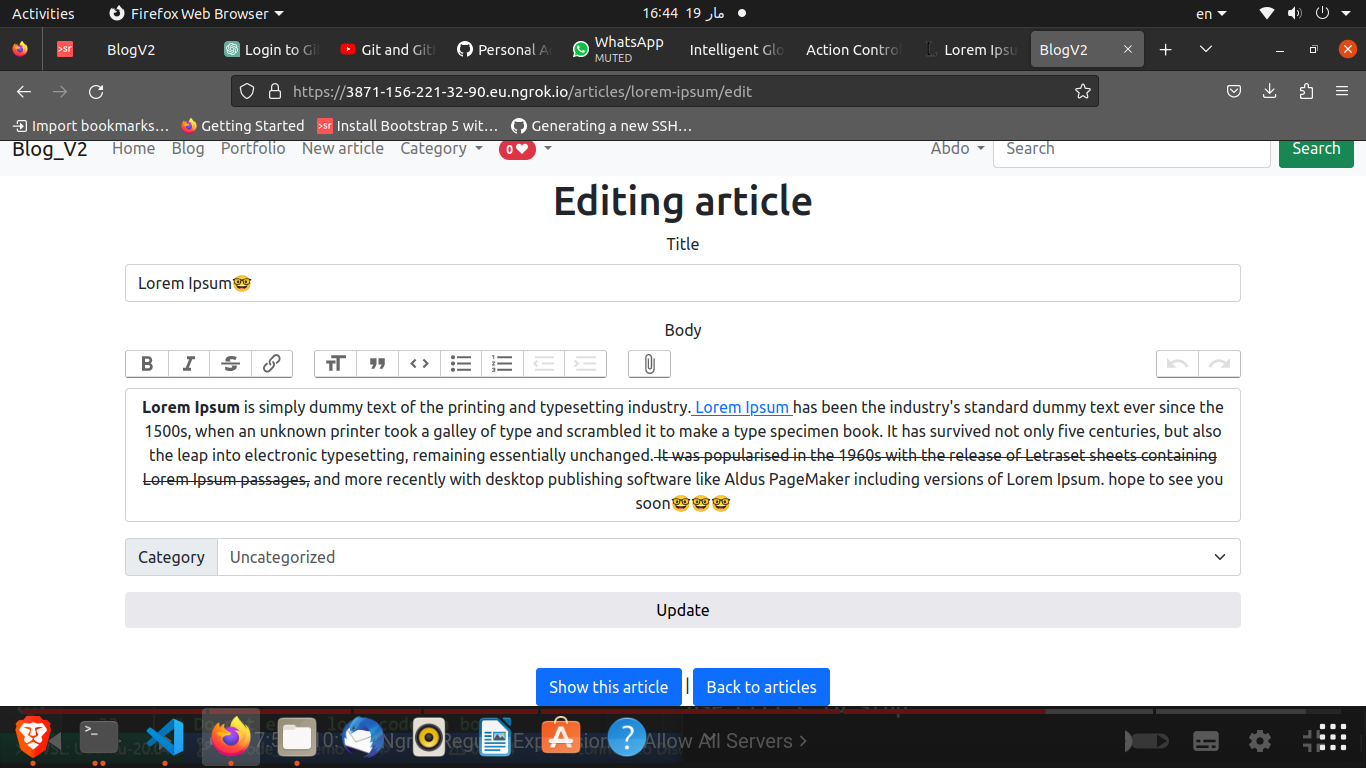 Activities Firefox Web Browser 16:44 19 مار en
BlogV2 Login to Gi Git and Git Personal Ac WhatsApp Intelligent Glo Action Contro Lorem Ipsu BlogV2
MUTED
https://3871-156-221-32-90.eu.ngrok.io/articles/lorem-ipsum/edit
Import bookmarks… Getting Started Install Bootstrap 5 wit… Generating a new SSH…
Blog_V2 Home Blog Portfolio New article Category 0 Abdo Search Search
Editing article
Title
Lorem Ipsum🤓
Body
Lorem Ipsum is simply dummy text of the printing and typesetting industry. Lorem Ipsum has been the industry's standard dummy text ever since the
1500s, when an unknown printer took a galley of type and scrambled it to make a type specimen book. It has survived not only five centuries, but also
the leap into electronic typesetting, remaining essentially unchanged. It was popularised in the 1960s with the release of Letraset sheets containing
Lorem Ipsum passages, and more recently with desktop publishing software like Aldus PageMaker including versions of Lorem Ipsum. hope to see you
soon🤓🤓🤓
Category Uncategorized
Update
Show this article | Back to articles
Allow All Servers